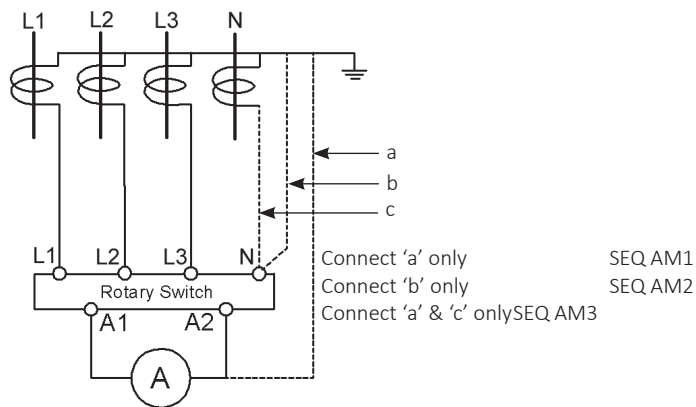 L1 L2 L3 N
a
b
c
L1 L2 L3 N
Rotary Switch
A1 A2
A
Connect ‘a’ only SEQ AM1
Connect ‘b’ only SEQ AM2
Connect ‘a’ & ‘c’ onlySEQ AM3